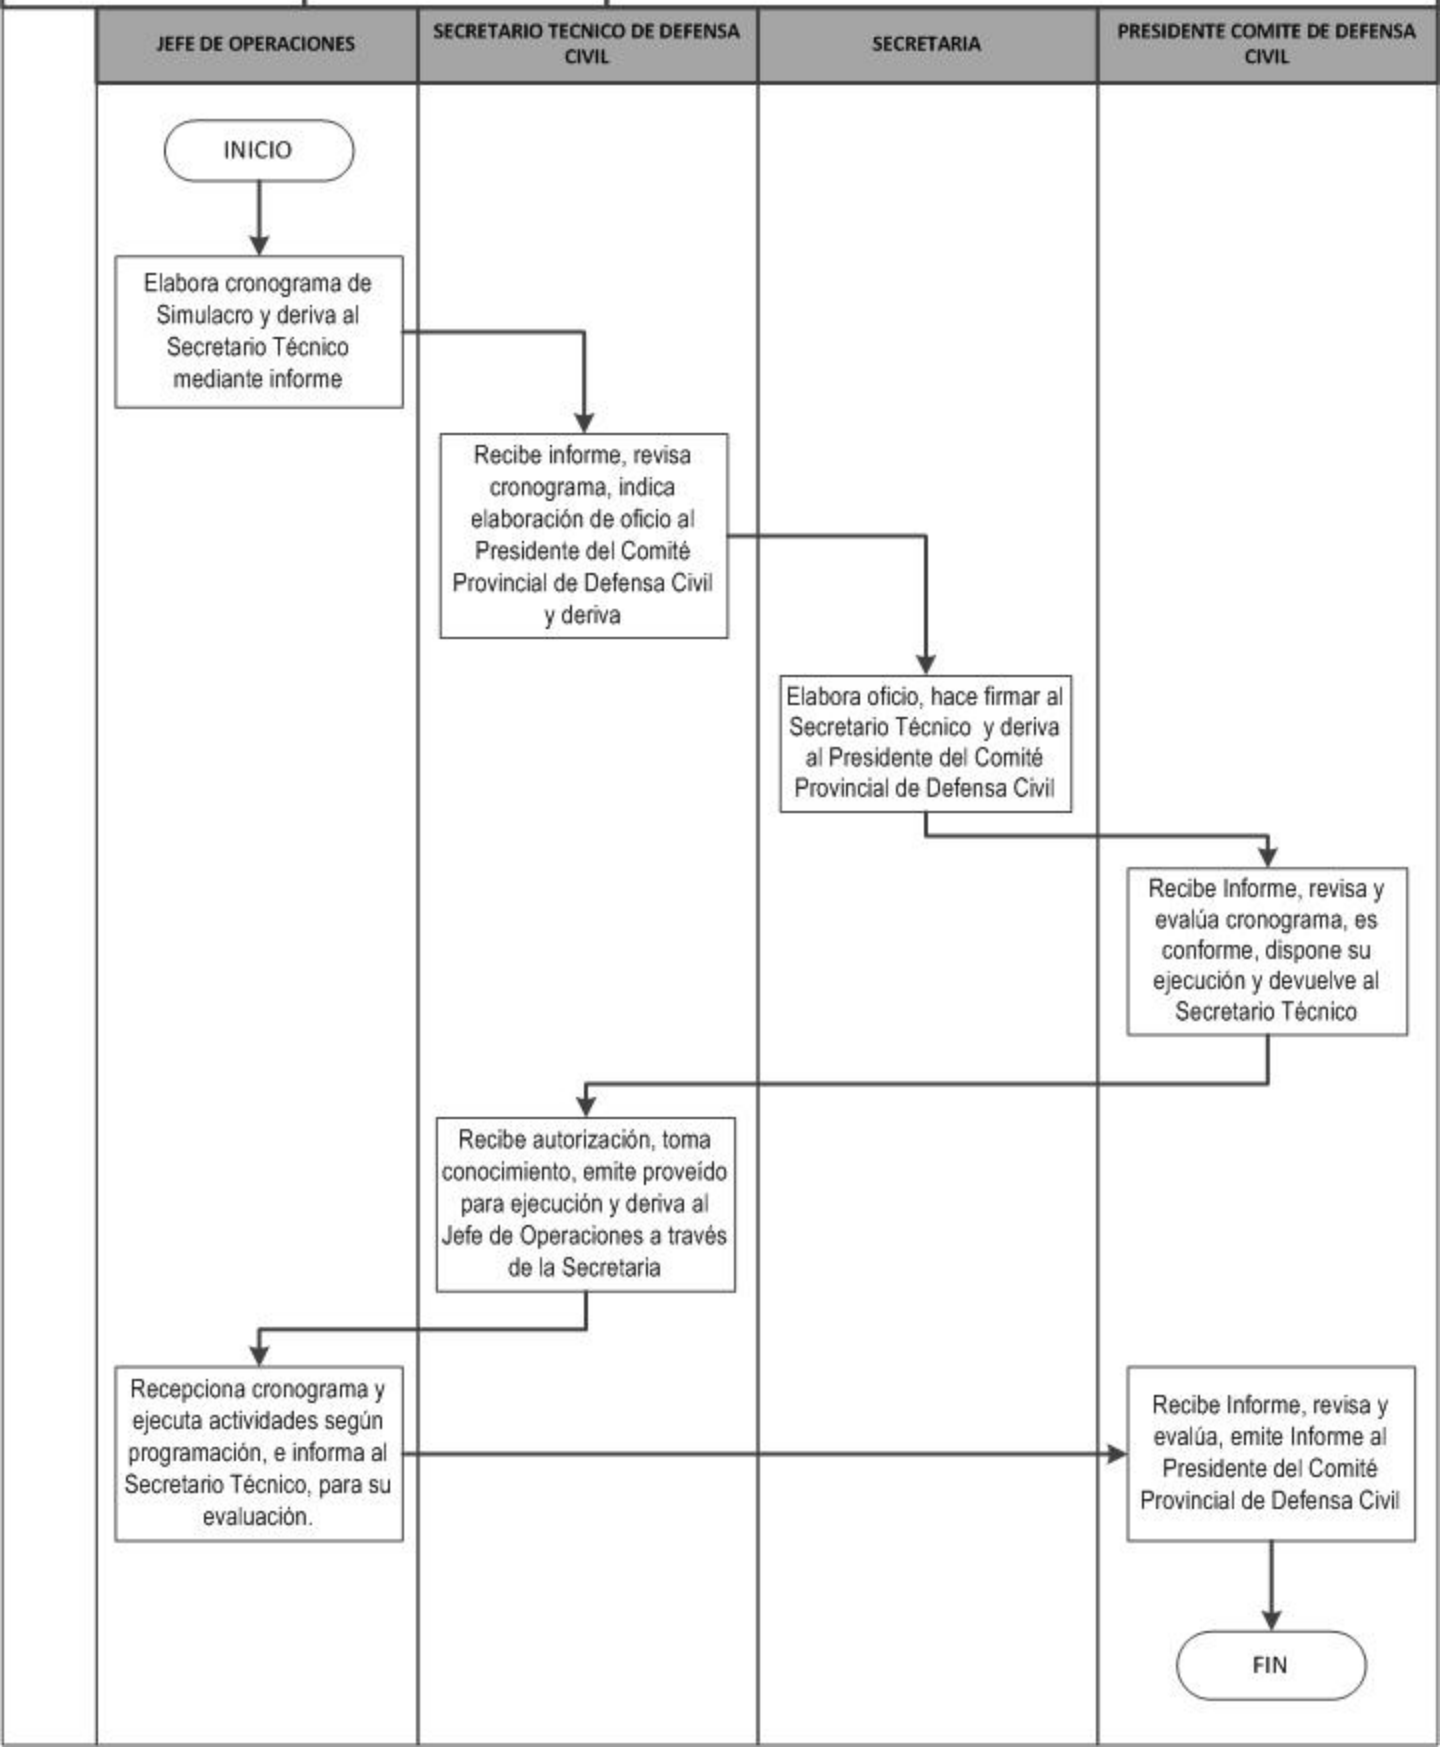 JEFE DE OPERACIONES
SECRETARIO TECNICO DE DEFENSA
CIVIL
SECRETARIA
PRESIDENTE COMITE DE DEFENSA
CIVIL
INICIO
Elabora cronograma de
Simulacro y deriva al
Secretario Técnico
mediante informe
Recibe informe, revisa
cronograma, indica
elaboración de oficio al
Presidente del Comité
Provincial de Defensa Civil
y deriva
Elabora oficio, hace firmar al
Secretario Técnico y deriva
al Presidente del Comité
Provincial de Defensa Civil
Recibe Informe, revisa y
evalúa cronograma, es
conforme, dispone su
ejecución y devuelve al
Secretario Técnico
Recibe autorización, toma
conocimiento, emite proveído
para ejecución y deriva al
Jefe de Operaciones a través
de la Secretaria
Recepciona cronograma y
ejecuta actividades según
programación, e informa al
Secretario Técnico, para su
evaluación.
Recibe Informe, revisa y
evalúa, emite Informe al
Presidente del Comité
Provincial de Defensa Civil
FIN